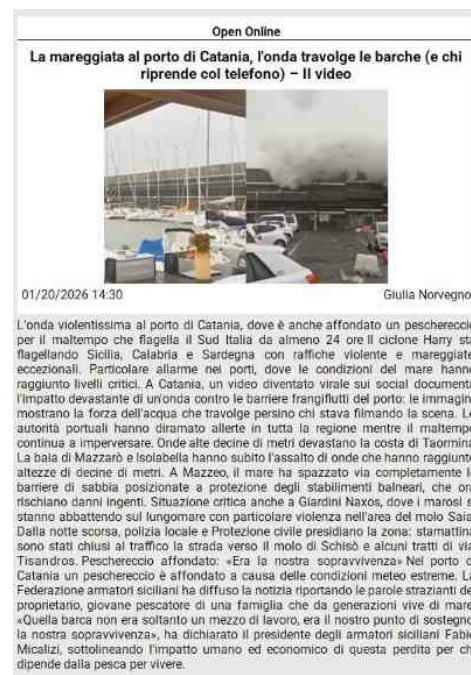 Open Online
La mareggiata al porto di Catania, l'onda travolge le barche (e chi
riprende col telefono) – Il video
01/20/2026 14:30 Giulia Norvegno
L'onda violentissima al porto di Catania, dove è anche affondato un peschereccio
per il maltempo che flagella il Sud Italia da almeno 24 ore Il ciclone Harry sta
flagellando Sicilia, Calabria e Sardegna con raffiche violente e mareggiate
eccezionali. Particolare allarme nei porti, dove le condizioni del mare hanno
raggiunto livelli critici. A Catania, un video diventato virale sui social documenta
l'impatto devastante di un'onda contro le barriere frangiflutti del porto: le immagin
mostrano la forza dell'acqua che travolge persino chi stava filmando la scena. Le
autorità portuali hanno diramato allerte in tutta la regione mentre il maltempo
continua a imperversare. Onde alte decine di metri devastano la costa di Taormina
La baia di Mazzarò e Isolabella hanno subito l'assalto di onde che hanno raggiunto
altezze di decine di metri. A Mazzeo, il mare ha spazzato via completamente le
barriere di sabbia posizionate a protezione degli stabilimenti balneari, che ora
rischiano danni ingenti. Situazione critica anche a Giardini Naxos, dove i marosi s
stanno abbattendo sul lungomare con particolare violenza nell'area del molo Saia
Dalla notte scorsa, polizia locale e Protezione civile presidiano la zona: stamattina
sono stati chiusi al traffico la strada verso il molo di Schisò e alcuni tratti di via
Tisandros. Peschereccio affondato: «Era la nostra sopravvivenza» Nel porto d
Catania un peschereccio è affondato a causa delle condizioni meteo estreme. La
Federazione armatori siciliani ha diffuso la notizia riportando le parole strazianti de
proprietario, giovane pescatore di una famiglia che da generazioni vive di mare
«Quella barca non era soltanto un mezzo di lavoro, era il nostro punto di sostegno
la nostra sopravvivenza», ha dichiarato il presidente degli armatori siciliani Fabio
Micalizi, sottolineando l'impatto umano ed economico di questa perdita per ch
dipende dalla pesca per vivere.